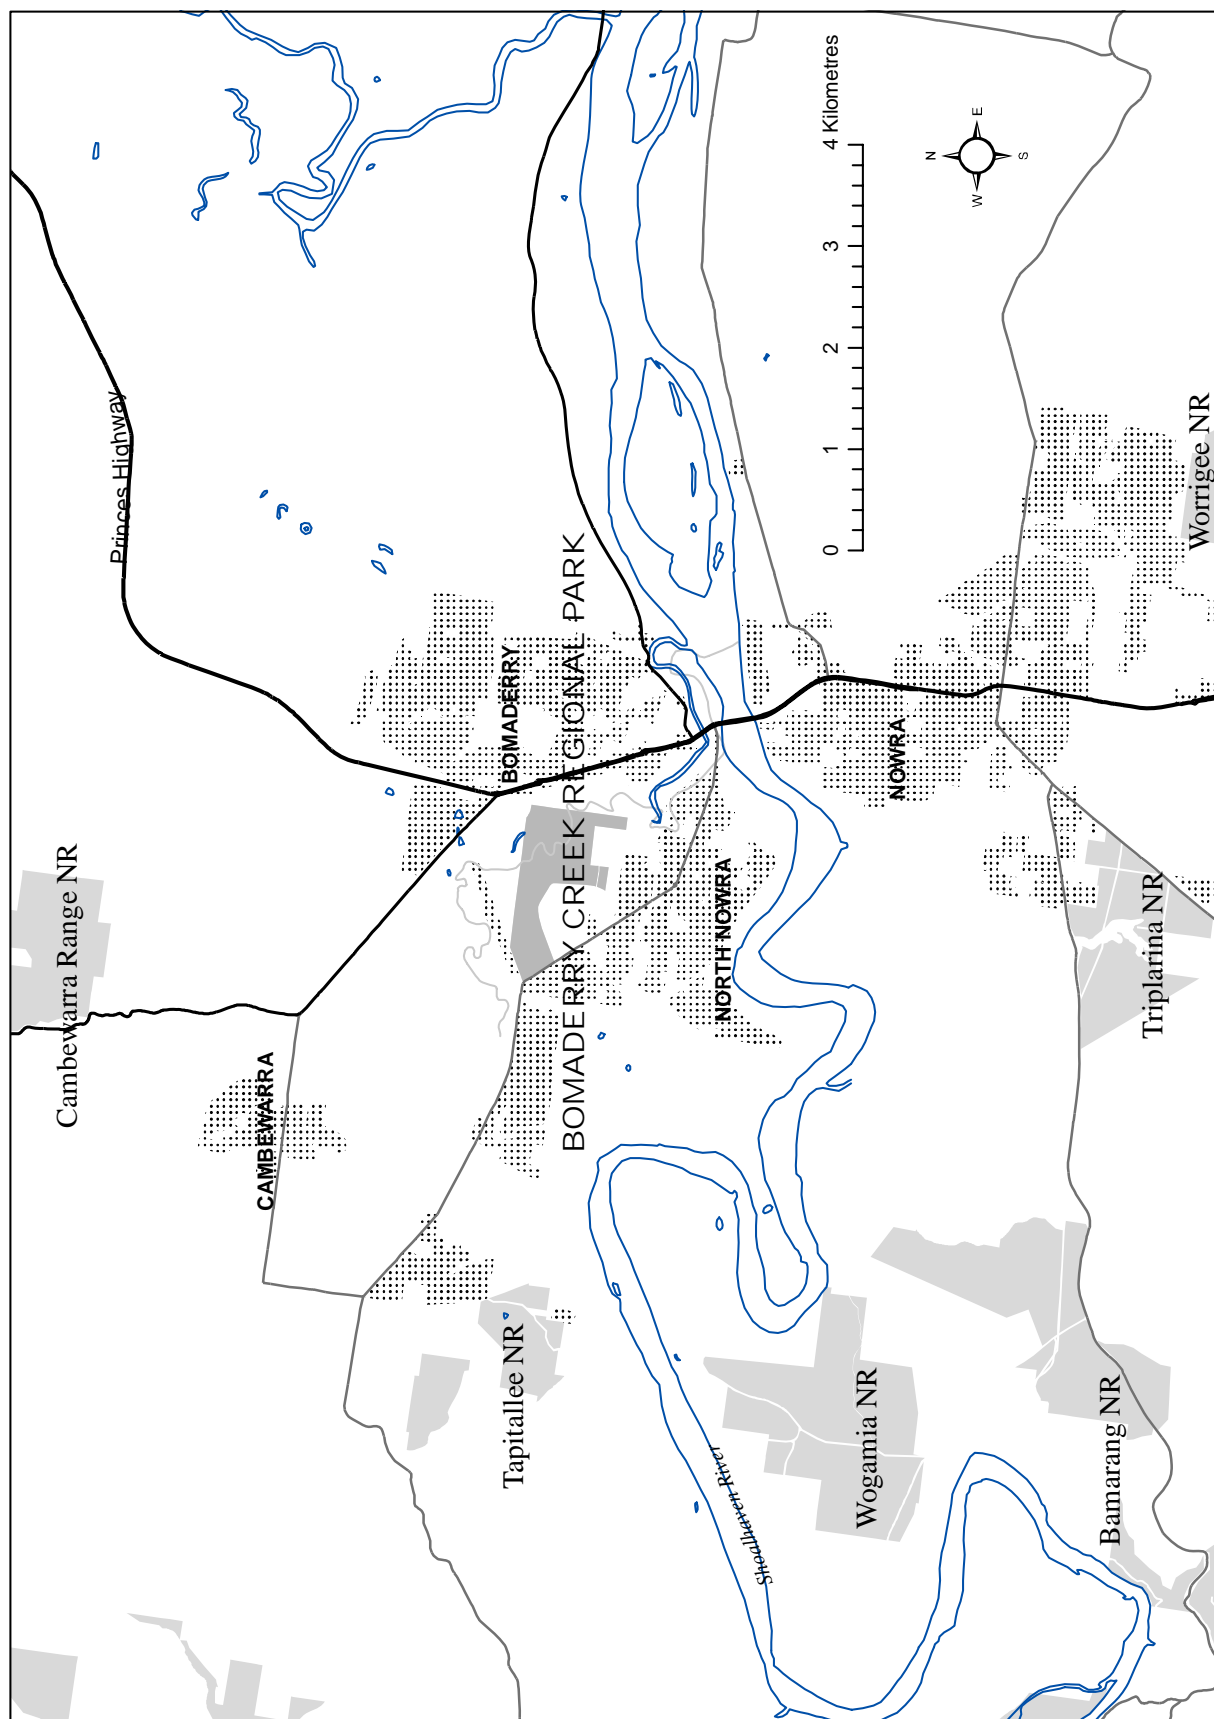 Cambewarra Range NR
Princes Highway
CAMBEWARRA
BOMADERRY
Tapitallee NR
BOMADERRY CREEK REGIONAL PARK
NORTH NOWRA
Shoalhaven River
NOWRA
Wogamia NR
0 1 2 3 4 Kilometres
N
W E
S
Bamarang NR
Triplarina NR
Worrigee NR